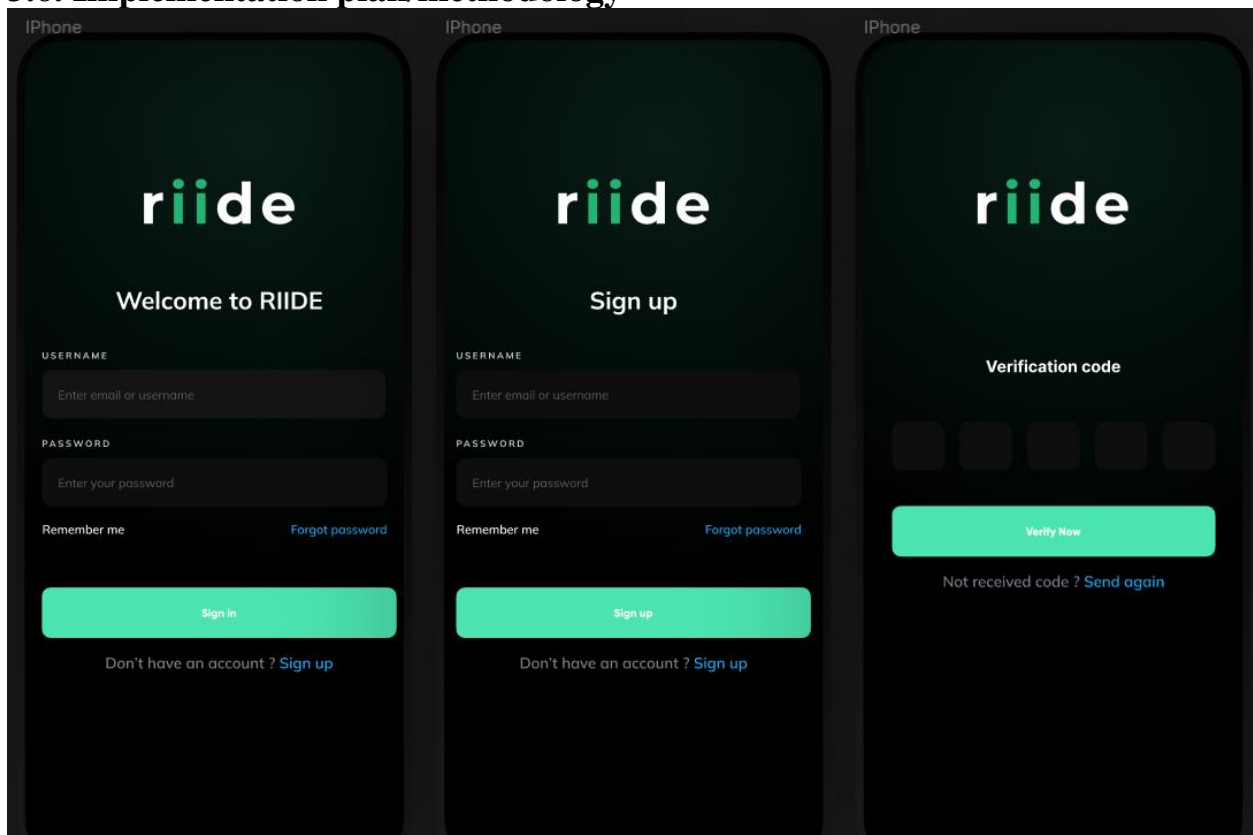 Implementation plan/methodology
IPhone
riide
Welcome to RIIDE
USERNAME
Enter email or username
PASSWORD
Enter your password
Remember me
Forgot password
Sign in
Don't have an account ? Sign up
IPhone
riide
Sign up
USERNAME
Enter email or username
PASSWORD
Enter your password
Remember me
Forgot password
Sign up
Don't have an account ? Sign up
IPhone
riide
Verification code
Verify Now
Not received code ? Send again